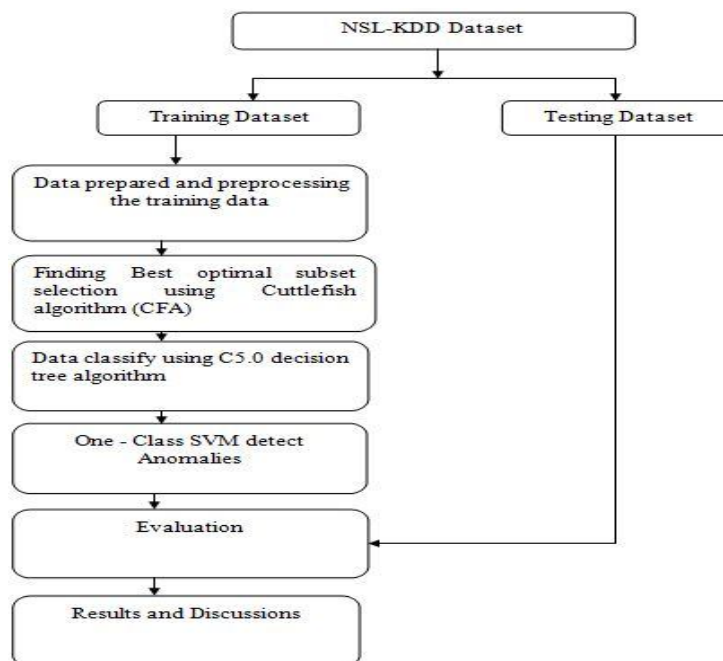 NSL-KDD Dataset
Training Dataset
Testing Dataset
Data prepared and preprocessing
the training data
Finding Best optimal subset
selection using Cuttlefish
algorithm (CFA)
Data classify using C5.0 decision
tree algorithm
One - Class SVM detect
Anomalies
Evaluation
Results and Discussions